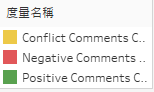 度量名稱
Conflict Comments C..
Negative Comments C..
Positive Comments C..